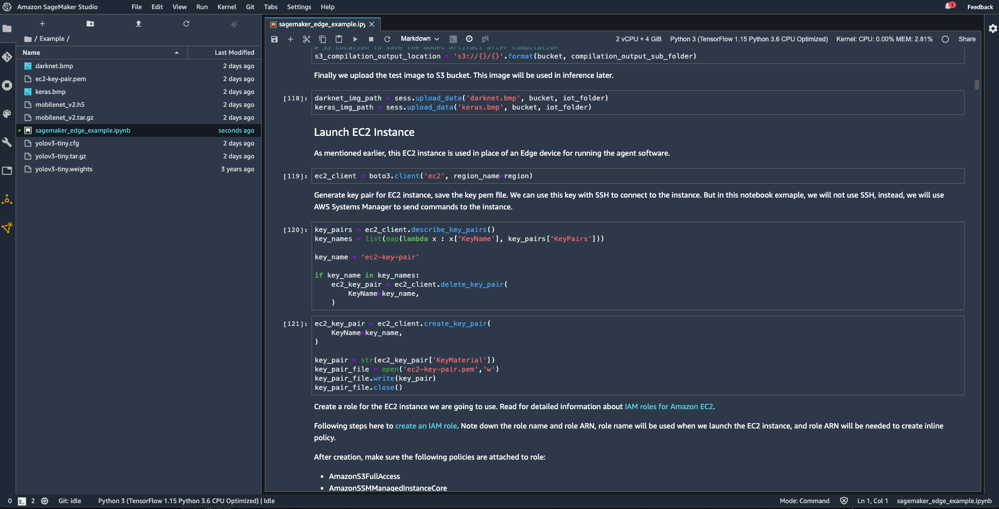 Amazon SageMaker Studio File Edit View Run Kernel Git Tabs Settings Help 1 Feedback
/ Example /
Name Last Modified
darknet.bmp 2 days ago
ec2-key-pair.pem 2 days ago
keras.bmp 2 days ago
mobilenet_v2.h5 2 days ago
mobilenet_v2.tar.gz 2 days ago
sagemaker_edge_example.ipynb seconds ago
yolov3-tiny.cfg 2 days ago
yolov3-tiny.tar.gz 2 days ago
yolov3-tiny.weights 3 years ago
sagemaker_edge_example.ipy
Markdown git 2 vCPU + 4 GiB Python 3 (TensorFlow 1.15 Python 3.6 CPU Optimized) Kernel: CPU: 0.00% MEM: 2.81% Share
# S3 Location to save the model artifact after compilation
s3_compilation_output_location = 's3://{}/{}'.format(bucket, compilation_output_sub_folder)
Finally we upload the test image to S3 bucket. This image will be used in inference later.
[118]: darknet_img_path = sess.upload_data('darknet.bmp', bucket, iot_folder)
keras_img_path = sess.upload_data('keras.bmp', bucket, iot_folder)
Launch EC2 Instance
As mentioned earlier, this EC2 instance is used in place of an Edge device for running the agent software.
[119]: ec2_client = boto3.client('ec2', region_name=region)
Generate key pair for EC2 instance, save the key pem file. We can use this key with SSH to connect to the instance. But in this notebook exmaple, we will not use SSH, instead, we will use
AWS Systems Manager to send commands to the instance.
[120]: key_pairs = ec2_client.describe_key_pairs()
key_names = list(map(lambda x : x['KeyName'], key_pairs['KeyPairs']))
key_name = 'ec2-key-pair'
if key_name in key_names:
ec2_key_pair = ec2_client.delete_key_pair(
KeyName=key_name,
)
[121]: ec2_key_pair = ec2_client.create_key_pair(
KeyName=key_name,
)
key_pair = str(ec2_key_pair['KeyMaterial'])
key_pair_file = open('ec2-key-pair.pem','w')
key_pair_file.write(key_pair)
key_pair_file.close()
Create a role for the EC2 instance we are going to use. Read for detailed information about IAM roles for Amazon EC2.
Following steps here to create an IAM role. Note down the role name and role ARN, role name will be used when we launch the EC2 instance, and role ARN will be needed to create inline
policy.
After creation, make sure the following policies are attached to role:
• AmazonS3FullAccess
• AmazonSSMManagedInstanceCore
0 $_ 2 Git: idle Python 3 (TensorFlow 1.15 Python 3.6 CPU Optimized) | Idle Mode: Command Ln 1, Col 1 sagemaker_edge_example.ipynb